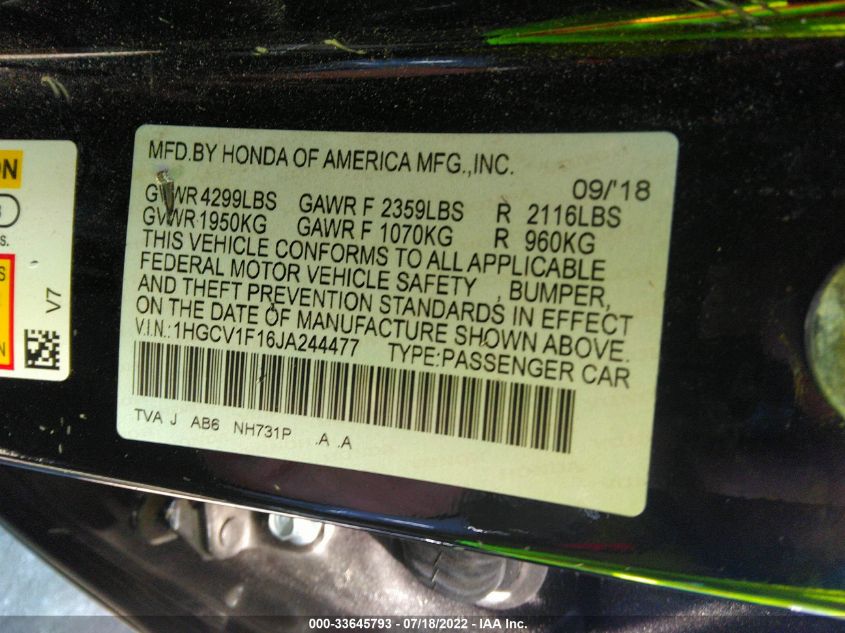 MFD.BY HONDA OF AMERICA MFG.,INC.
09/'18
GVWR 4299LBS GAWR F 2359LBS R 2116LBS
GVWR 1950KG GAWR F 1070KG R 960KG
THIS VEHICLE CONFORMS TO ALL APPLICABLE
FEDERAL MOTOR VEHICLE SAFETY , BUMPER,
AND THEFT PREVENTION STANDARDS IN EFFECT
ON THE DATE OF MANUFACTURE SHOWN ABOVE.
V.I.N.:1HGCV1F16JA244477 TYPE:PASSENGER CAR
TVA J AB6 NH731P .A .A
ON
S
s.
V7
000-33645793 - 07/18/2022 - IAA Inc.